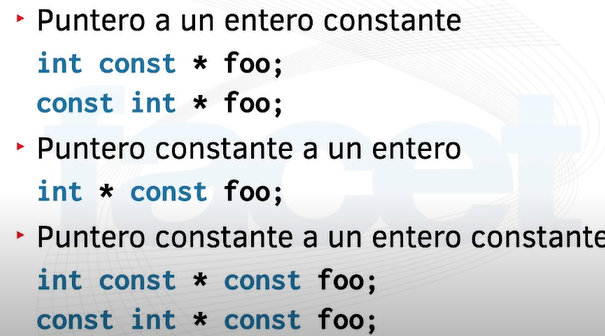 Puntero a un entero constante
int const * foo;
const int * foo;
Puntero constante a un entero
int * const foo;
Puntero constante a un entero constante
int const * const foo;
const int * const foo;
facet